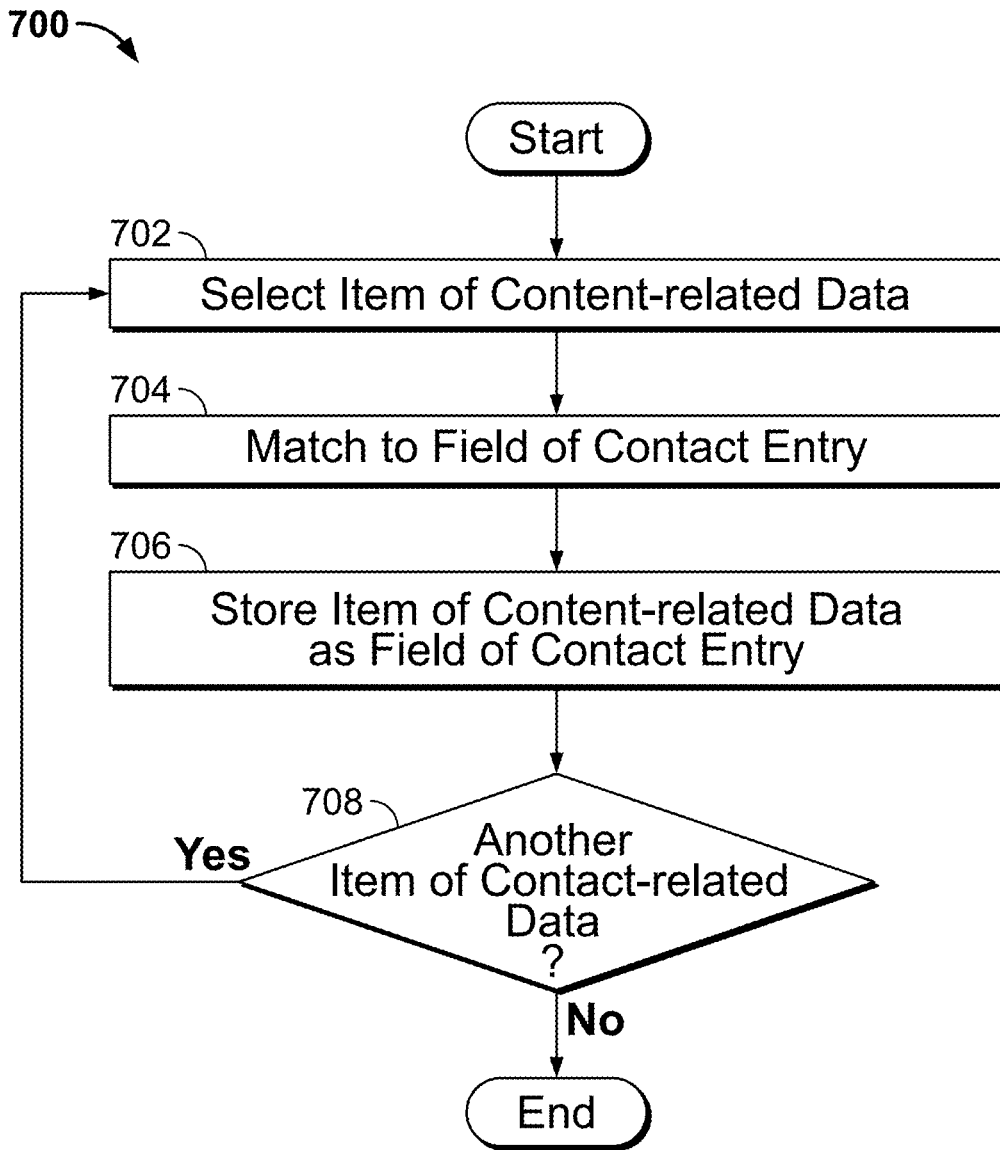 700
Start
702
Select Item of Content-related Data
704
Match to Field of Contact Entry
706
Store Item of Content-related Data
as Field of Contact Entry
708
Yes
Another
Item of Contact-related
Data
?
No
End